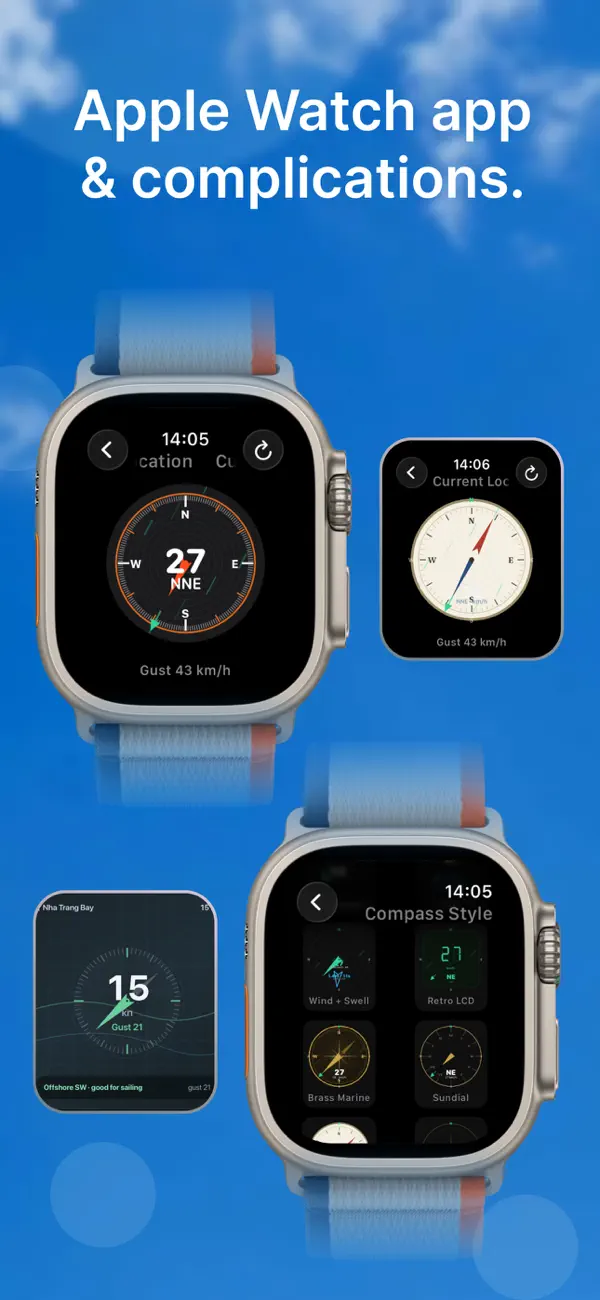 Apple Watch app
& complications.
14:05
cation Cu
N
W
E
27
NNE
S
Gust 43 km/h
14:06
Current Loc
N
W
E
S
Gust 43 km/h
Nha Trang Bay 15
15
кп
Gust 21
Offshore SW · good for sailing gust 21
14:05
Compass Style
Wind + Swell
27
NE
Retro LCD
27
Brass Marine
NE
Sundial